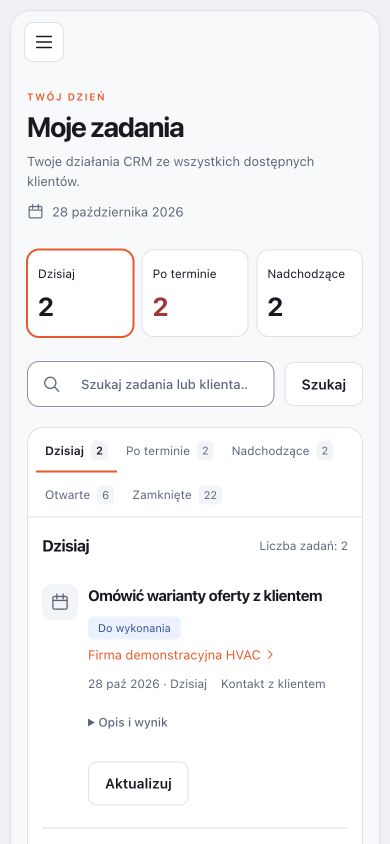 TWÓJ DZIEŃ
Moje zadania
Twoje działania CRM ze wszystkich dostępnych
klientów.
28 października 2026
Dzisiaj
2
Po terminie
2
Nadchodzące
2
Szukaj zadania lub klienta..
Szukaj
Dzisiaj 2 Po terminie 2 Nadchodzące 2
Otwarte 6 Zamknięte 22
Dzisiaj
Liczba zadań: 2
Omówić warianty oferty z klientem
Do wykonania
Firma demonstracyjna HVAC
28 paź 2026 · Dzisiaj Kontakt z klientem
Opis i wynik
Aktualizuj